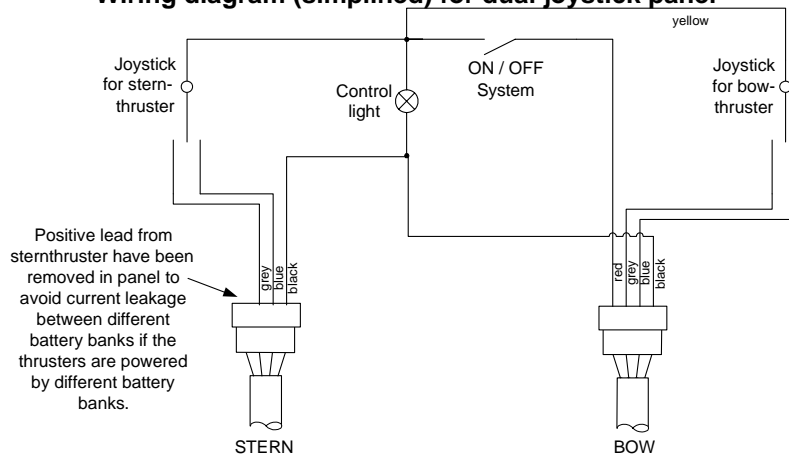 Wiring diagram (simplified) for dual joystick panel
yellow
Joystick
for stern-
thruster
Control
light
ON / OFF
System
Joystick
for bow-
thruster
Positive lead from
sternthruster have been
removed in panel to
avoid current leakage
between different
battery banks if the
thrusters are powered
by different battery
banks.
grey
blue
black
red
grey
blue
black
STERN
BOW